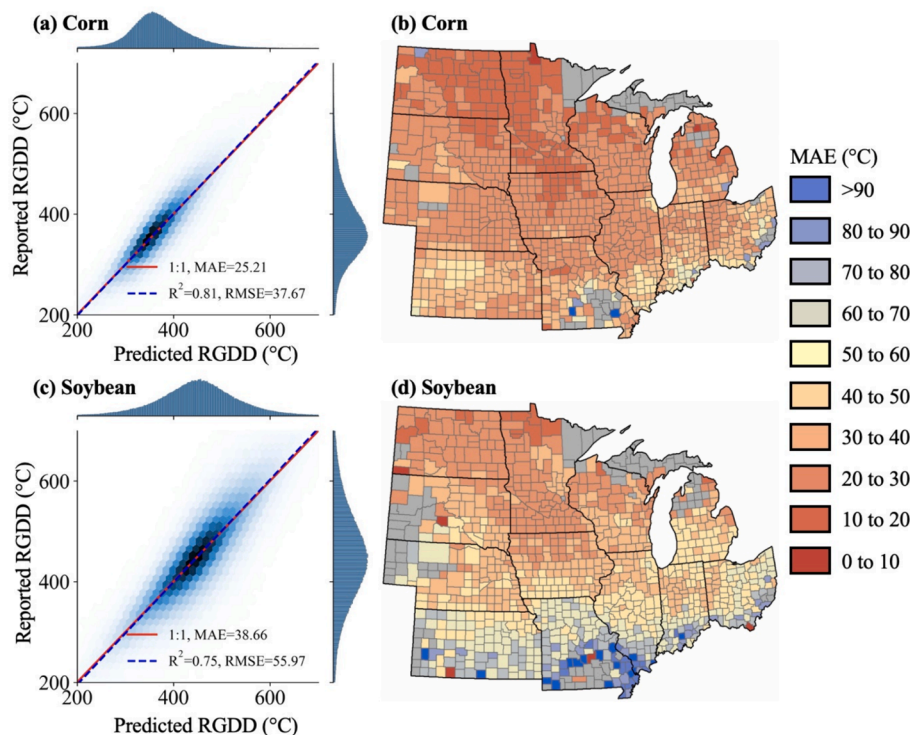 (a) Corn
600
400
200
200
400
600
Reported RGDD (°C)
Predicted RGDD (°C)
1:1, MAE=25.21
R²=0.81, RMSE=37.67
(b) Corn
(c) Soybean
600
400
200
200
400
600
Reported RGDD (°C)
Predicted RGDD (°C)
1:1, MAE=38.66
R²=0.75, RMSE=55.97
(d) Soybean
MAE (°C)
>90
80 to 90
70 to 80
60 to 70
50 to 60
40 to 50
30 to 40
20 to 30
10 to 20
0 to 10